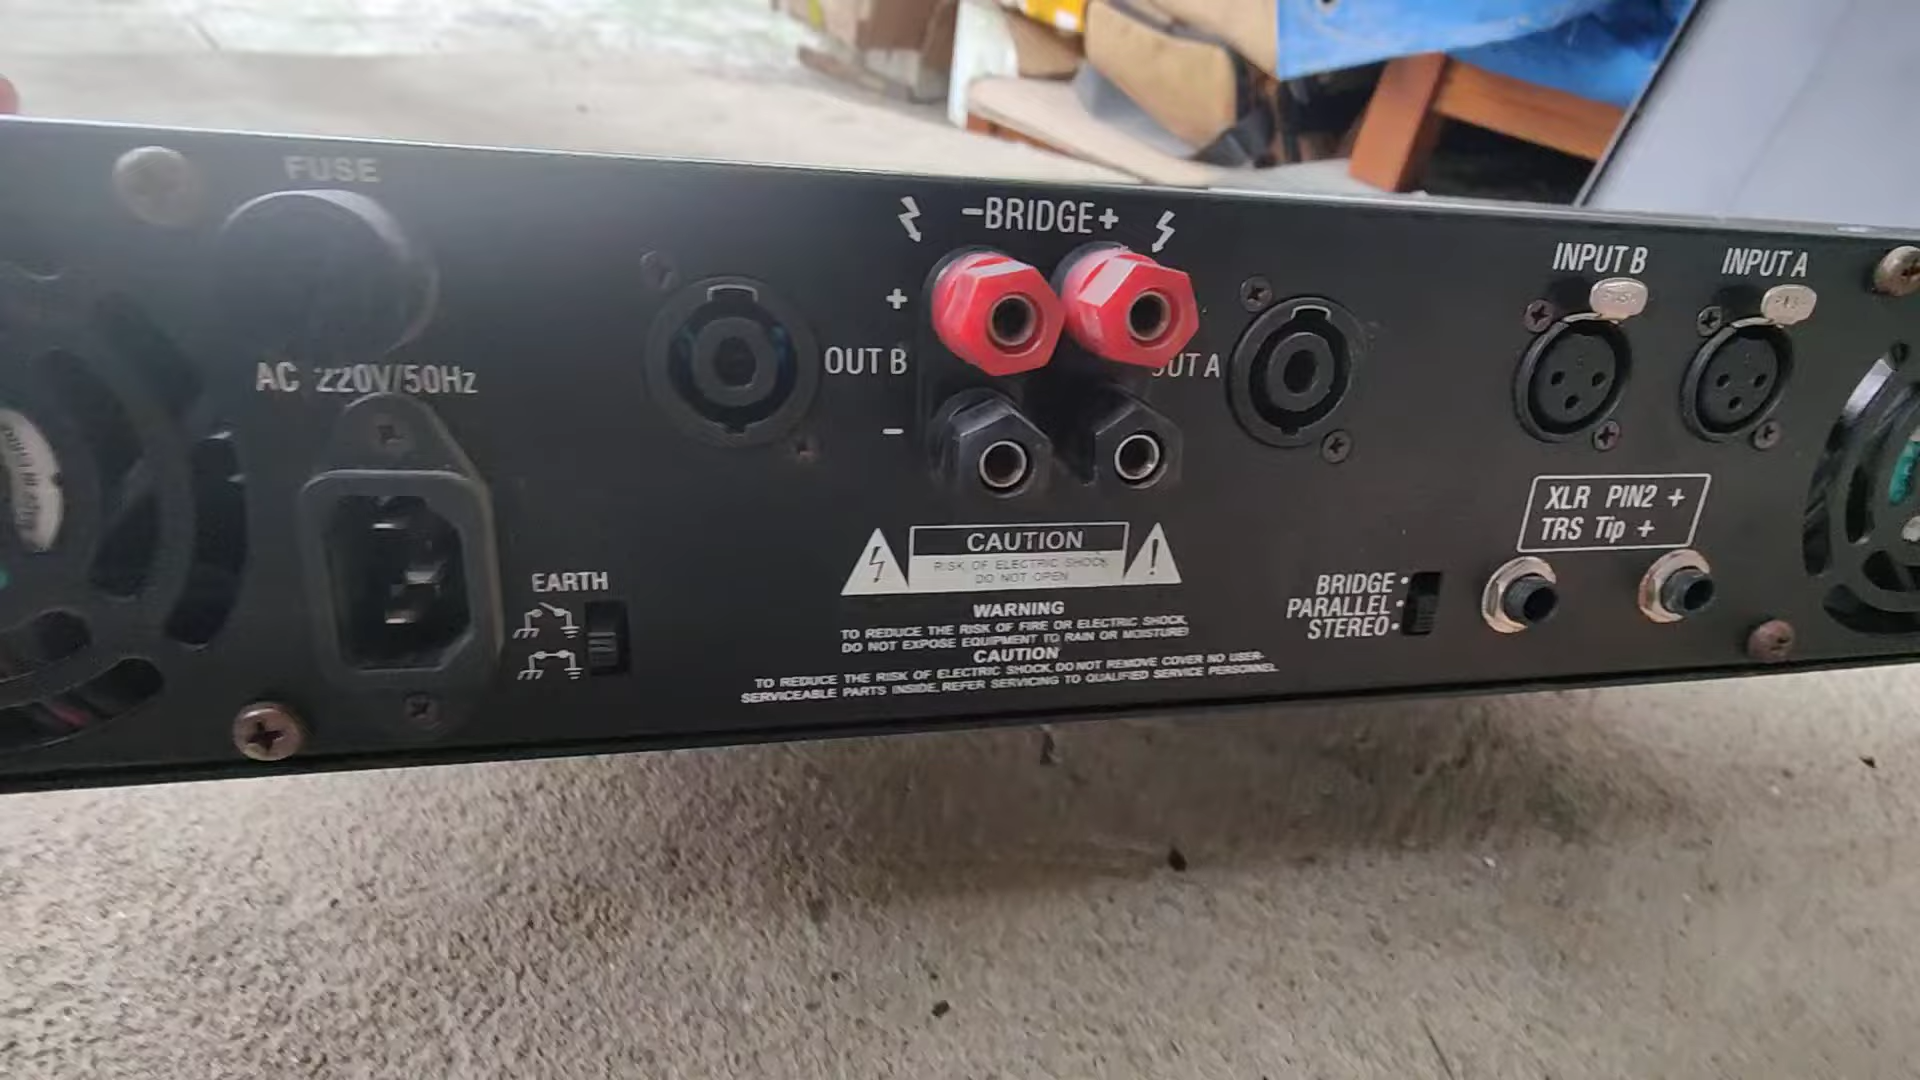 FUSE
AC 220V/50Hz
EARTH
-BRIDGE+
+
OUT B
UT A
-
CAUTION
RISK OF ELECTRIC SHOCK
DO NOT OPEN
WARNING
TO REDUCE THE RISK OF FIRE OR ELECTRIC SHOCK,
DO NOT EXPOSE EQUIPMENT TO RAIN OR MOISTURE!
CAUTION
TO REDUCE THE RISK OF ELECTRIC SHOCK, DO NOT REMOVE COVER NO USER-
SERVICEABLE PARTS INSIDE, REFER SERVICING TO QUALIFIED SERVICE PERSONNEL
INPUT B
INPUT A
PUSH
XLR PIN2 +
TRS Tip +
BRIDGE
PARALLEL
STEREO